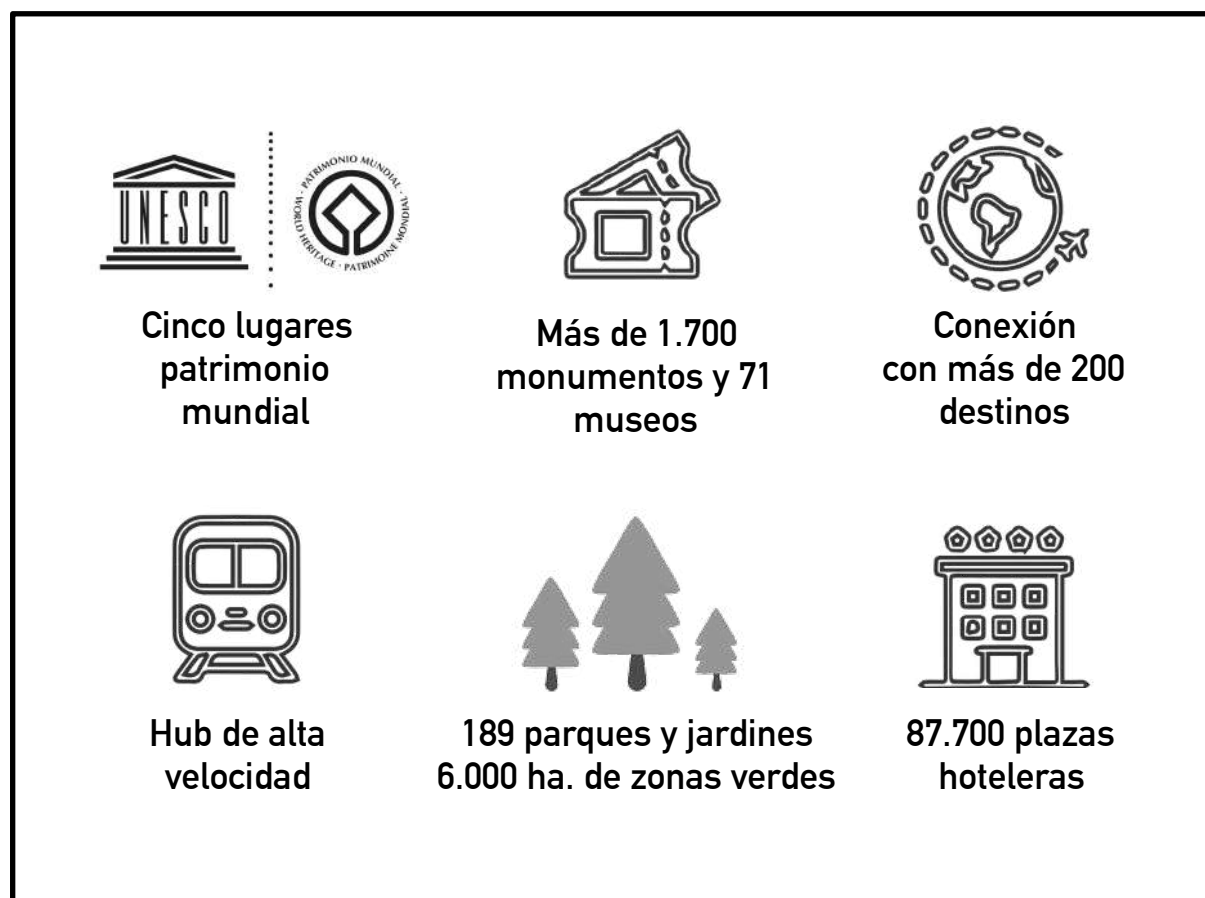 UNESCO
PATRIMONIO MUNDIAL · WORLD HERITAGE · PATRIMOINE MONDIAL ·
Cinco lugares
patrimonio
mundial
Más de 1.700
monumentos y 71
museos
Conexión
con más de 200
destinos
Hub de alta
velocidad
189 parques y jardines
6.000 ha. de zonas verdes
87.700 plazas
hoteleras